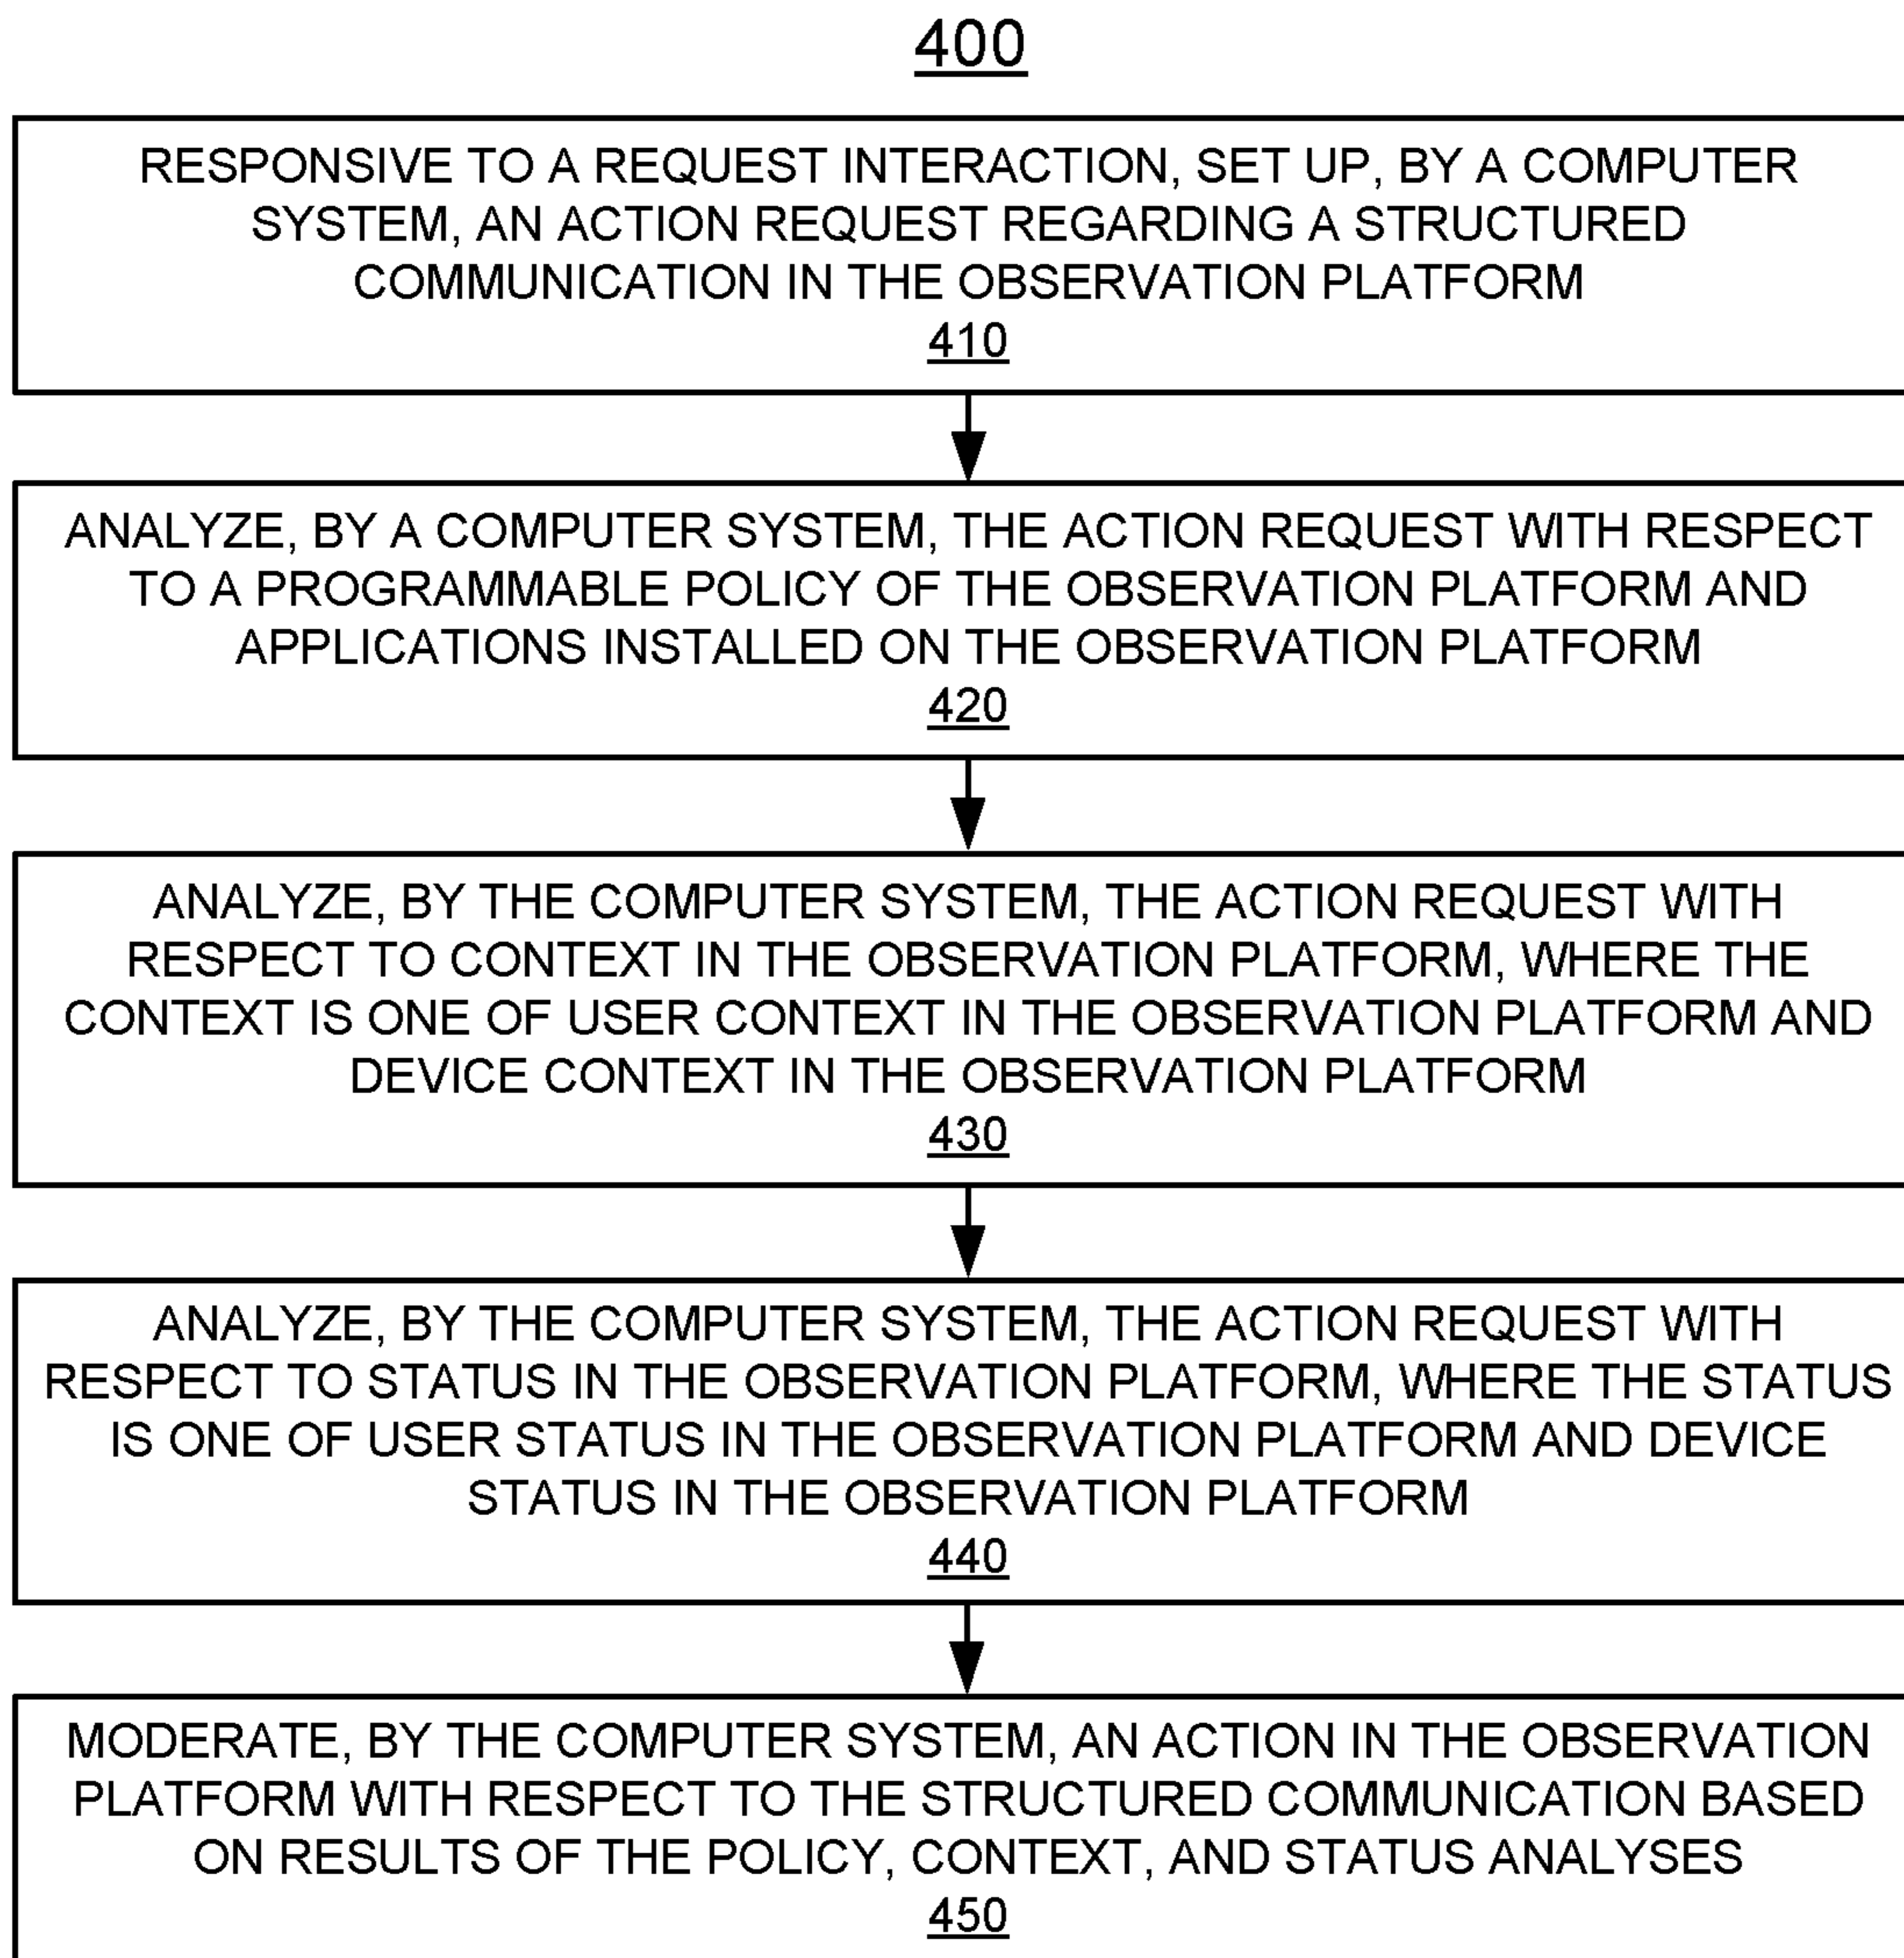 400
RESPONSIVE TO A REQUEST INTERACTION, SET UP, BY A COMPUTER
SYSTEM, AN ACTION REQUEST REGARDING A STRUCTURED
COMMUNICATION IN THE OBSERVATION PLATFORM
410
ANALYZE, BY A COMPUTER SYSTEM, THE ACTION REQUEST WITH RESPECT
TO A PROGRAMMABLE POLICY OF THE OBSERVATION PLATFORM AND
APPLICATIONS INSTALLED ON THE OBSERVATION PLATFORM
420
ANALYZE, BY THE COMPUTER SYSTEM, THE ACTION REQUEST WITH
RESPECT TO CONTEXT IN THE OBSERVATION PLATFORM, WHERE THE
CONTEXT IS ONE OF USER CONTEXT IN THE OBSERVATION PLATFORM AND
DEVICE CONTEXT IN THE OBSERVATION PLATFORM
430
ANALYZE, BY THE COMPUTER SYSTEM, THE ACTION REQUEST WITH
RESPECT TO STATUS IN THE OBSERVATION PLATFORM, WHERE THE STATUS
IS ONE OF USER STATUS IN THE OBSERVATION PLATFORM AND DEVICE
STATUS IN THE OBSERVATION PLATFORM
440
MODERATE, BY THE COMPUTER SYSTEM, AN ACTION IN THE OBSERVATION
PLATFORM WITH RESPECT TO THE STRUCTURED COMMUNICATION BASED
ON RESULTS OF THE POLICY, CONTEXT, AND STATUS ANALYSES
450